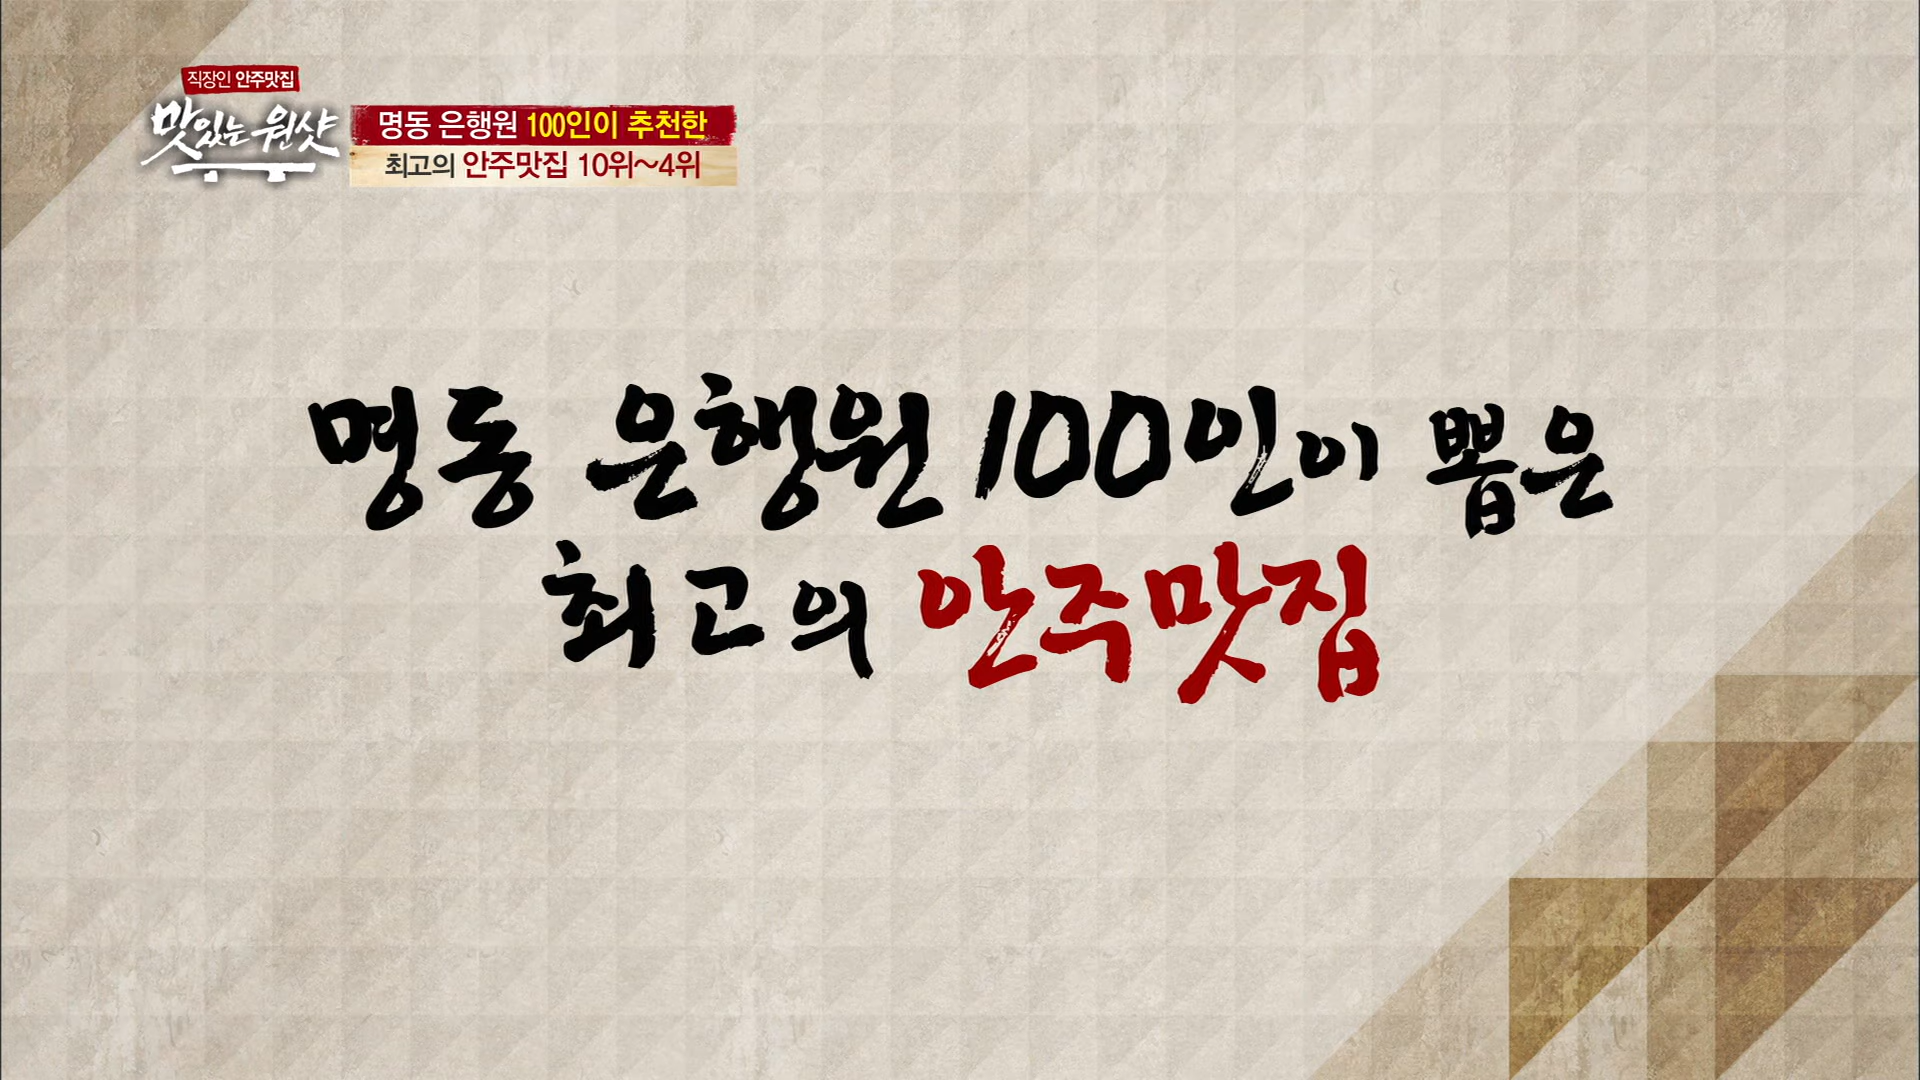 직장인 안주맛집
맛있는 원샷
명동 은행원 100인이 추천한
최고의 안주맛집 10위~4위
명동 은행원 100인이 뽑은
최고의 안주맛집